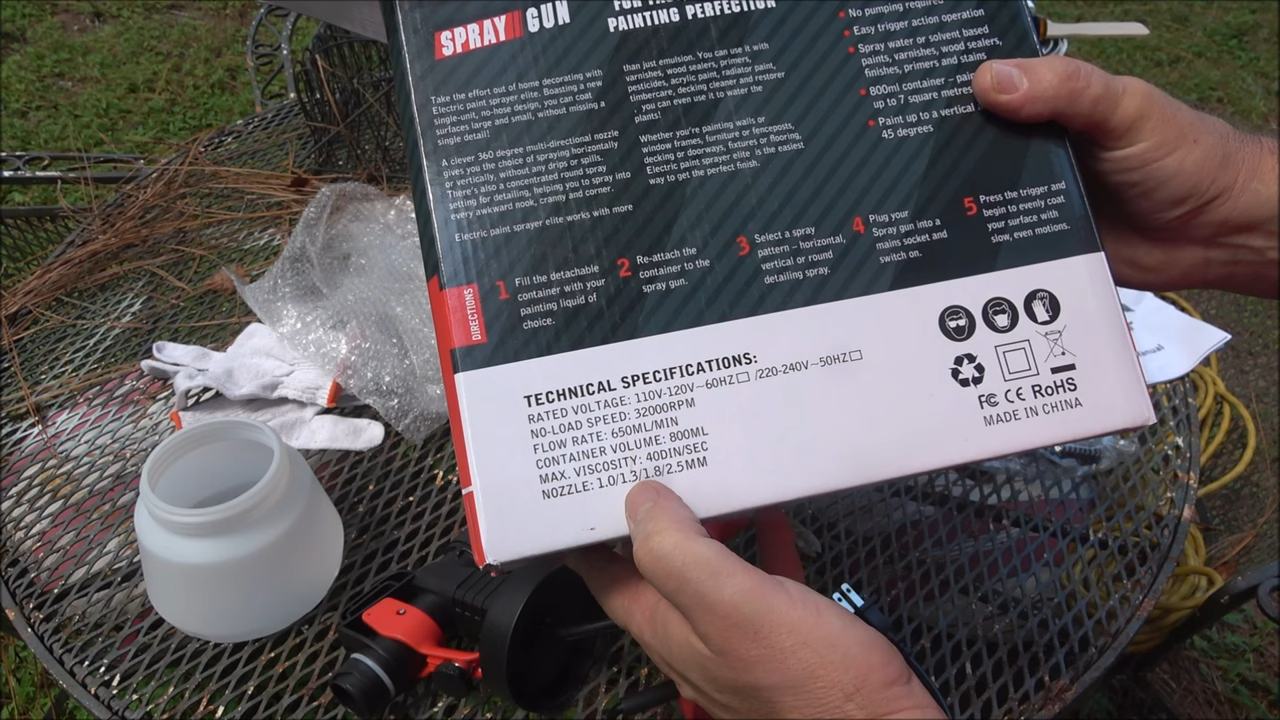 SPRAY GUN
PAINTING PERFECTION
Take the effort out of home decorating with
Electric paint sprayer elite. Boasting a new
single-unit, no-hose design, you can coat
surfaces large and small, without missing a
single detail!
A clever 360 degree multi-directional nozzle
gives you the choice of spraying horizontally
or vertically, without any drips or spills.
There's also a concentrated round spray
setting for detailing, helping you to spray into
every awkward nook, cranny and corner.
Electric paint sprayer elite works with more
than just emulsion. You can use it with
varnishes, wood sealers, primers,
pesticides, acrylic paint, radiator paint,
timbercare, decking cleaner and restorer
, you can even use it to water the
plants!
Whether you're painting walls or
window frames, furniture or fenceposts,
decking or doorways, fixtures or flooring,
Electric paint sprayer elite is the easiest
way to get the perfect finish.
No pumping required
Easy trigger action operation
Spray water or solvent based
paints, varnishes, wood sealers,
finishes, primers and stains
800ml container –
up to 7 square metres
Paint up to a vertical
45 degrees
DIRECTIONS
1 Fill the detachable
container with your
painting liquid of
choice.
2 Re-attach the
container to the
spray gun.
3 Select a spray
pattern – horizontal,
vertical or round
detailing spray.
4 Plug your
Spray gun into a
mains socket and
switch on.
5 Press the trigger and
begin to evenly coat
your surface with
slow, even motions.
TECHNICAL SPECIFICATIONS:
RATED VOLTAGE: 110V-120V~60HZ□ /220-240V~50HZ□
NO-LOAD SPEED: 32000RPM
FLOW RATE: 650ML/MIN
CONTAINER VOLUME: 800ML
MAX. VISCOSITY: 40DIN/SEC
NOZZLE: 1.0/1.3/1.8/2.5MM
FC CE RoHS
MADE IN CHINA